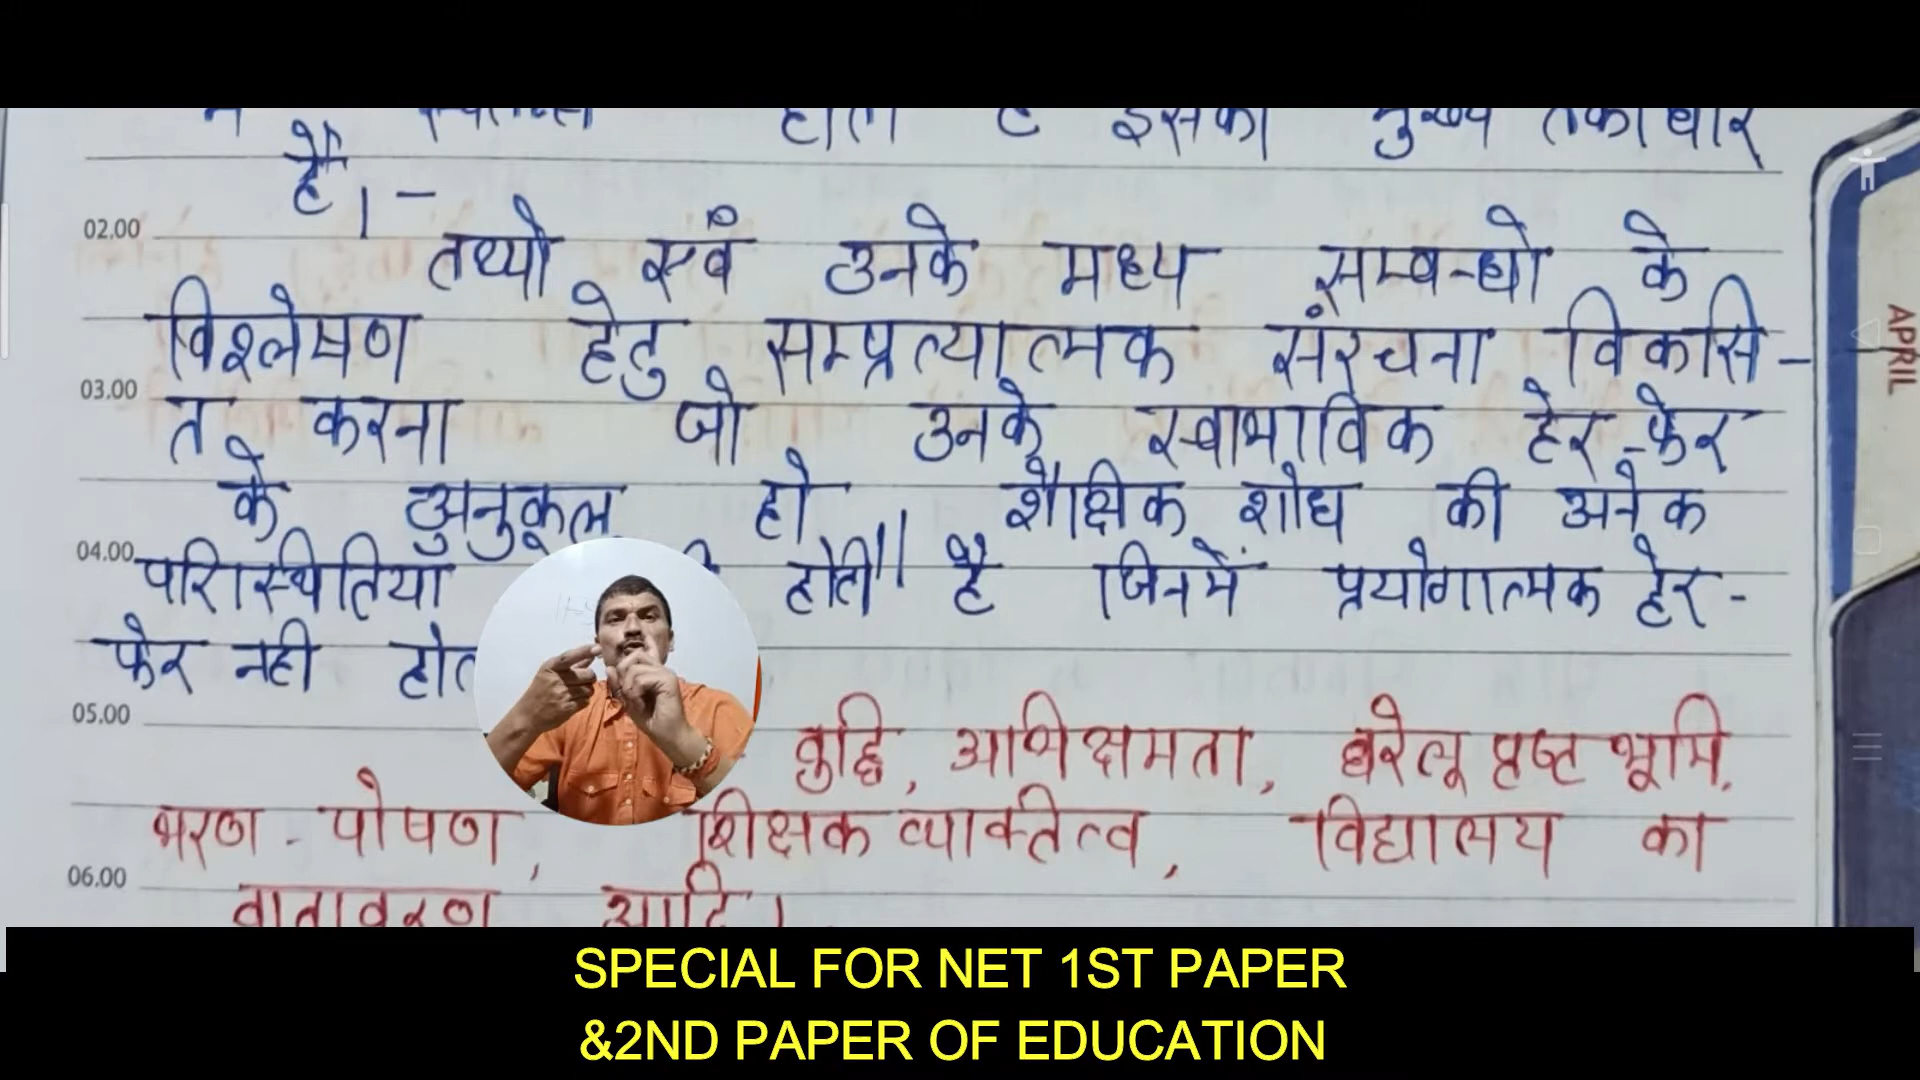 होता है इसका मुख्य तर्काधार
है।-
02.00
तथ्यो एवं उनके मध्य सम्बन्धो के
विश्लेषण हेतु सम्प्रत्यात्मक संरचना विकसि-
03.00
त करना जो उनके स्वाभाविक हेर-फेर
के अनुकूल हो शैक्षिक शोध की अनेक
04.00
परिस्थितिया होती है जिनमें प्रयोगात्मक हेर-
फेर नही
05.00
बुद्धि, अभिक्षमता, घरेलू पृष्ट भूमि,
भरण-पोषण, शिक्षक व्यक्तित्व, विद्यालय का
06.00
वातावरण आदि।
APRIL
SPECIAL FOR NET 1ST PAPER
&2ND PAPER OF EDUCATION